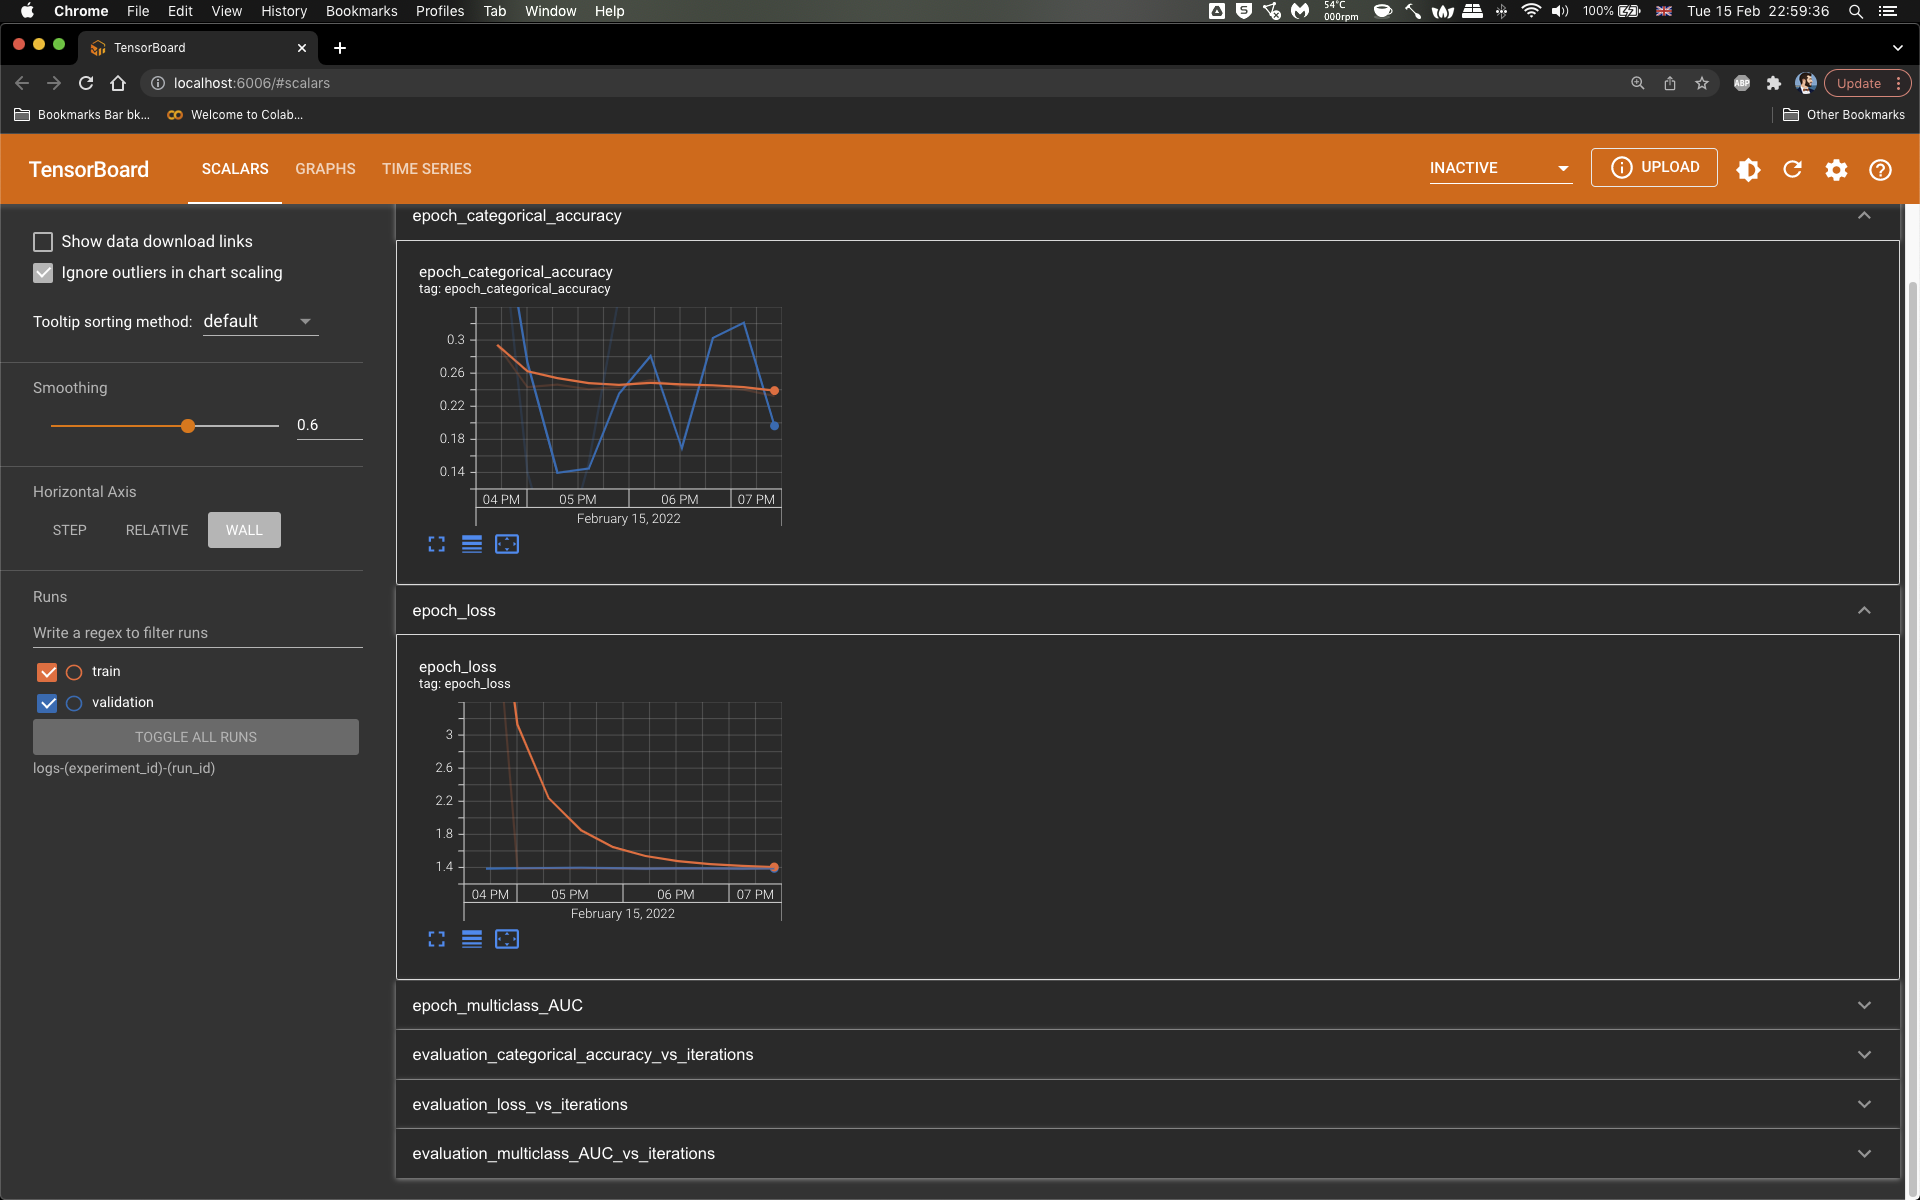 Chrome File Edit View History Bookmarks Profiles Tab Window Help
54°C
000rpm
100%
Tue 15 Feb 22:59:36
TensorBoard
localhost:6006/#scalars
ABP
Update
Bookmarks Bar bk...
Welcome to Colab...
Other Bookmarks
TensorBoard
SCALARS
GRAPHS
TIME SERIES
INACTIVE
UPLOAD
Show data download links
Ignore outliers in chart scaling
Tooltip sorting method: default
Smoothing
0.6
Horizontal Axis
STEP
RELATIVE
WALL
Runs
Write a regex to filter runs
train
validation
TOGGLE ALL RUNS
logs-(experiment_id)-(run_id)
epoch_categorical_accuracy
epoch_categorical_accuracy
tag: epoch_categorical_accuracy
0.3
0.26
0.22
0.18
0.14
04 PM 05 PM 06 PM 07 PM
February 15, 2022
epoch_loss
epoch_loss
tag: epoch_loss
3
2.6
2.2
1.8
1.4
04 PM 05 PM 06 PM 07 PM
February 15, 2022
epoch_multiclass_AUC
evaluation_categorical_accuracy_vs_iterations
evaluation_loss_vs_iterations
evaluation_multiclass_AUC_vs_iterations